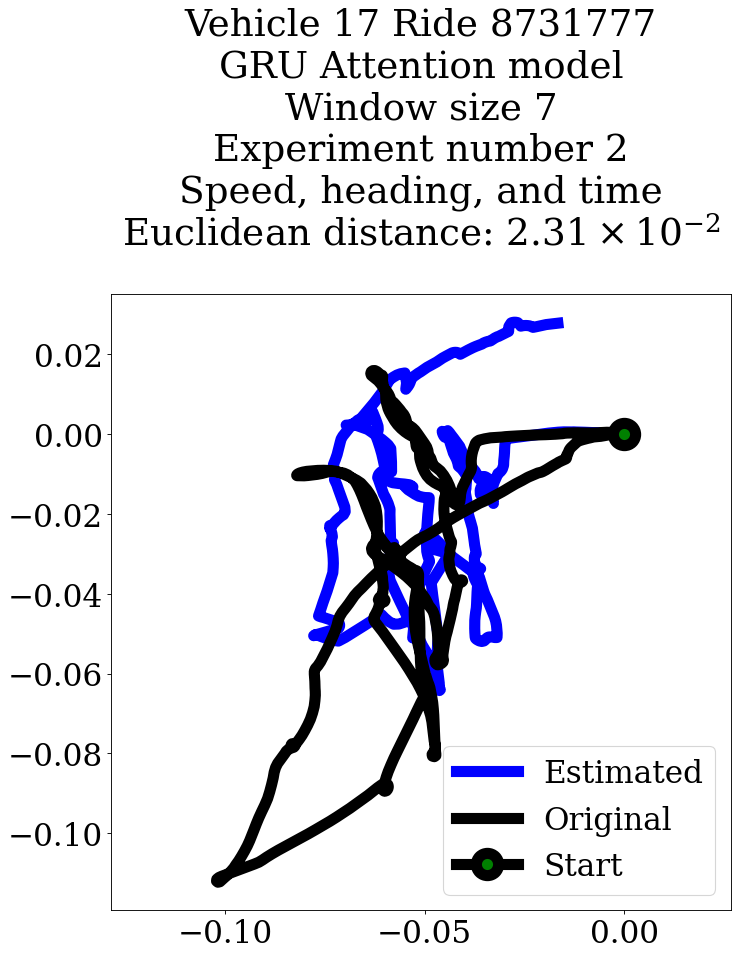 Vehicle 17 Ride 8731777
GRU Attention model
Window size 7
Experiment number 2
Speed, heading, and time
Euclidean distance: 2.31 × 10⁻²
0.02
0.00
−0.02
−0.04
−0.06
−0.08
−0.10
Estimated
Original
Start
−0.10
−0.05
0.00